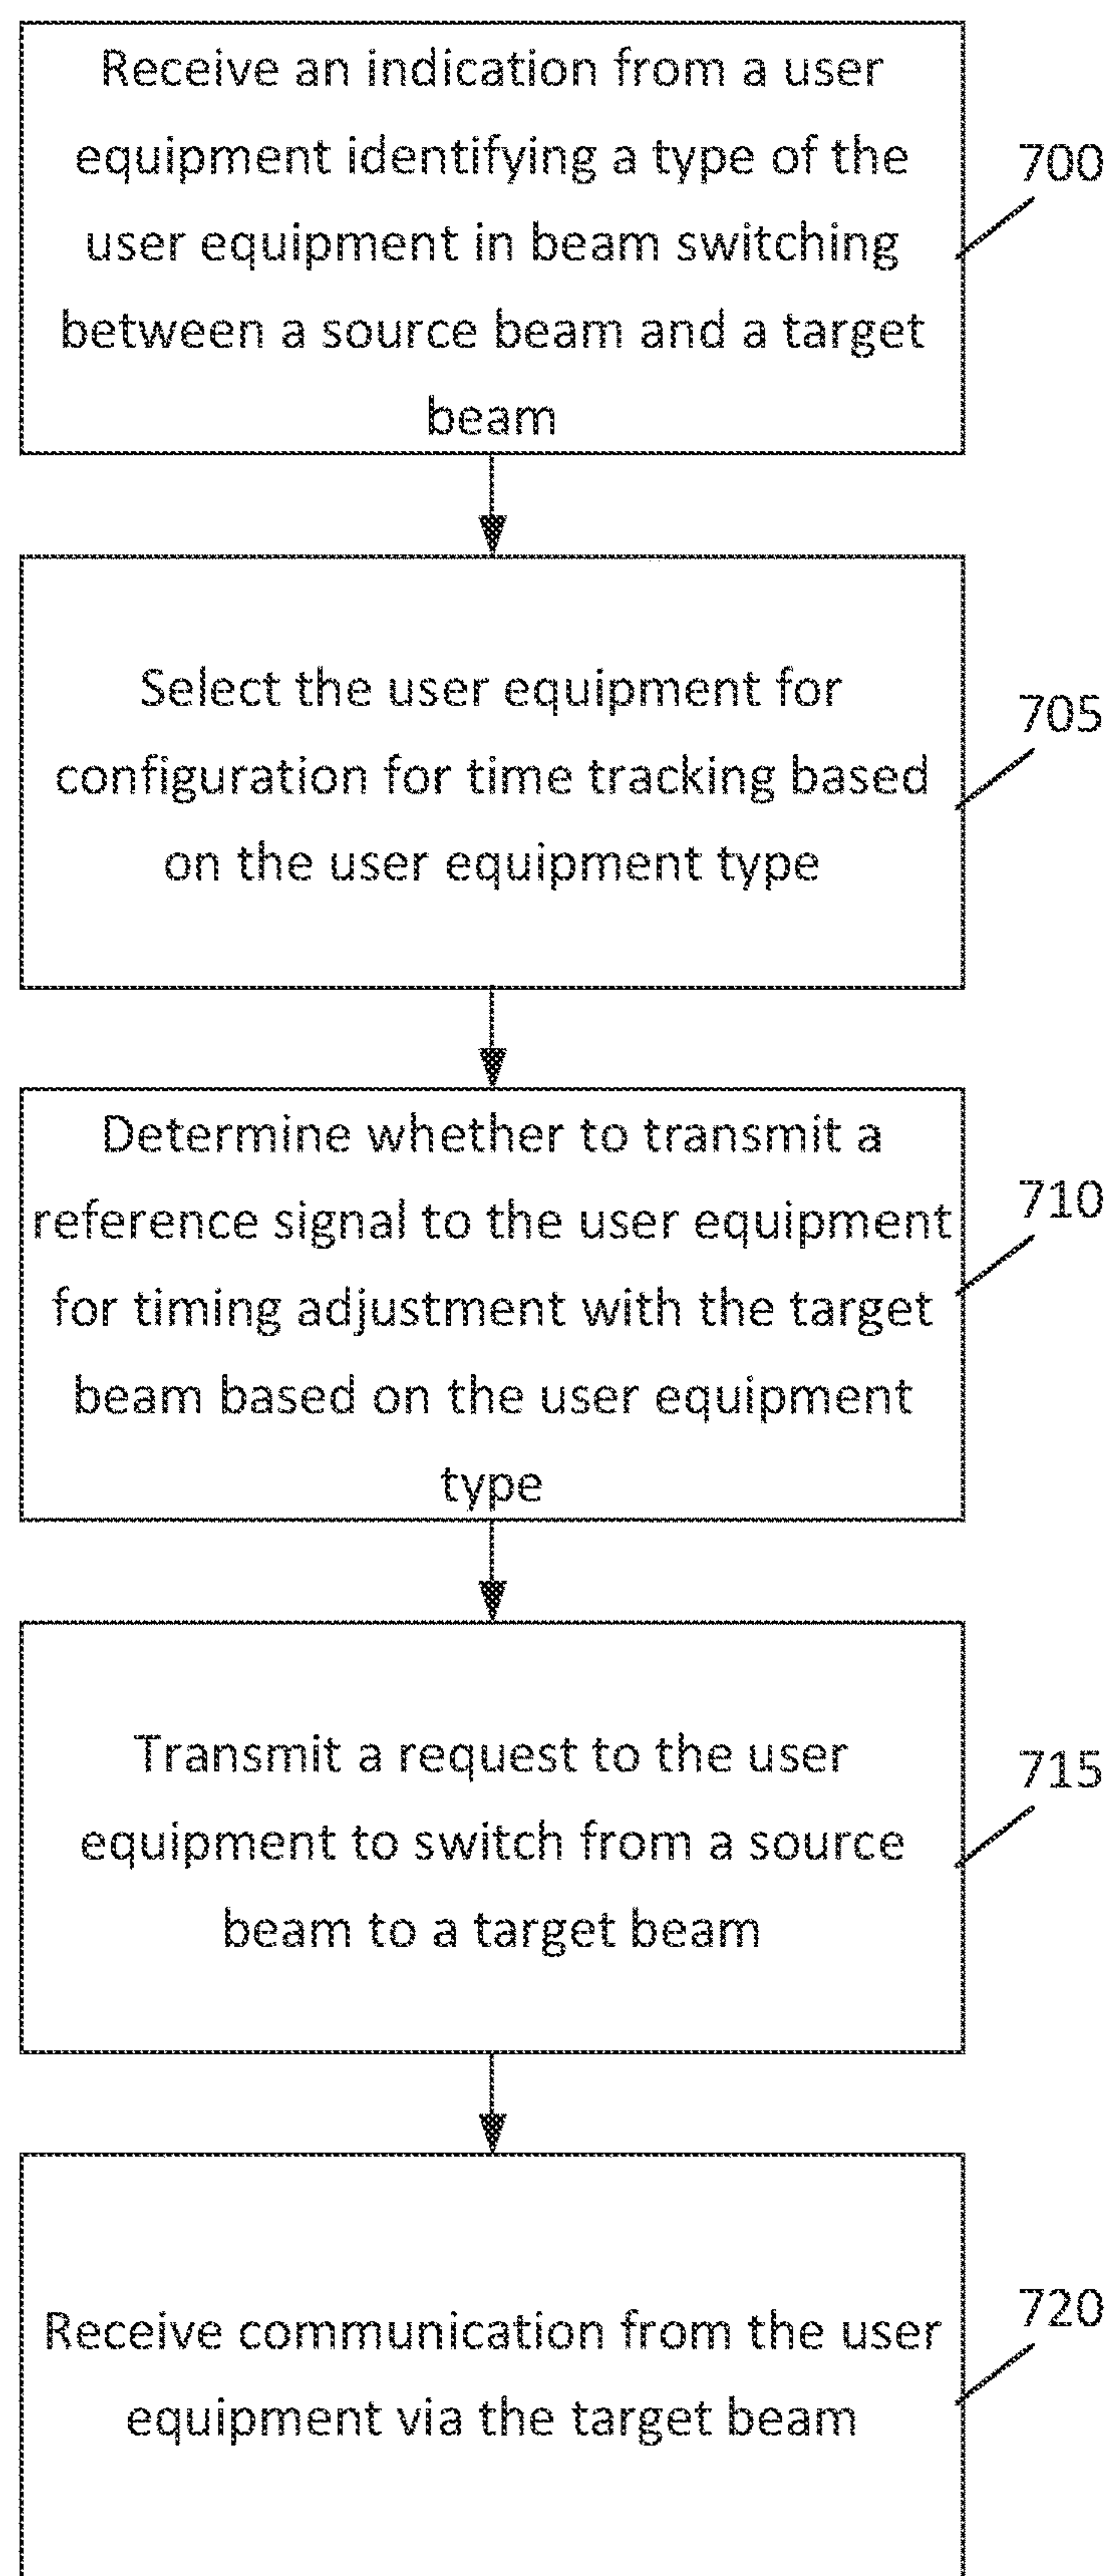 Receive an indication from a user
equipment identifying a type of the
user equipment in beam switching
between a source beam and a target
beam
700
Select the user equipment for
configuration for time tracking based
on the user equipment type
705
Determine whether to transmit a
reference signal to the user equipment
for timing adjustment with the target
beam based on the user equipment
type
710
Transmit a request to the user
equipment to switch from a source
beam to a target beam
715
Receive communication from the user
equipment via the target beam
720